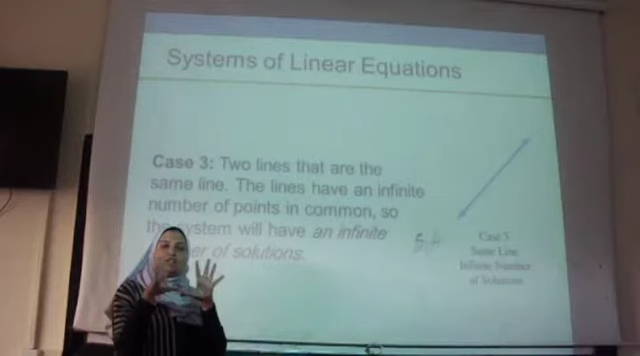 Systems of Linear Equations
Case 3: Two lines that are the
same line. The lines have an infinite
number of points in common, so
the system will have an infinite
of solutions.
Case 3
Same Line
Infinite Number
of Solutions